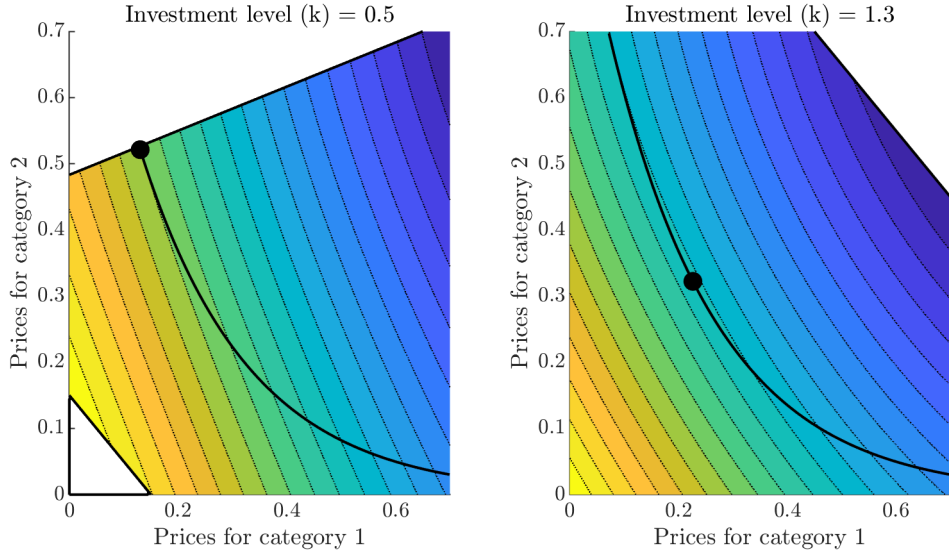 Investment level (k) = 0.5
0.7
0.6
0.5
0.4
0.3
0.2
0.1
0
0 0.2 0.4 0.6
Prices for category 2
Prices for category 1
Investment level (k) = 1.3
0.7
0.6
0.5
0.4
0.3
0.2
0.1
0
0 0.2 0.4 0.6
Prices for category 2
Prices for category 1